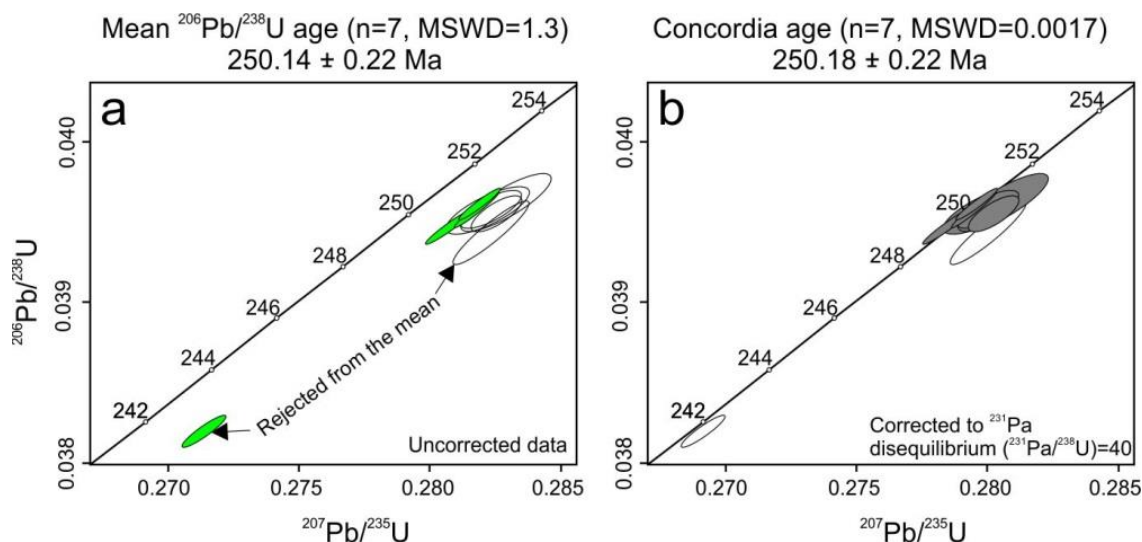 Mean ²⁰⁶Pb/²³⁸U age (n=7, MSWD=1.3)
250.14 ± 0.22 Ma
a
254
252
250
248
246
244
242
0.040
0.039
0.038
²⁰⁶Pb/²³⁸U
Rejected from the mean
Uncorrected data
0.270
0.275
0.280
0.285
²⁰⁷Pb/²³⁵U
Concordia age (n=7, MSWD=0.0017)
250.18 ± 0.22 Ma
b
254
252
250
248
246
244
242
0.040
0.039
0.038
Corrected to ²³¹Pa
disequilibrium (²³¹Pa/²³⁸U)=40
0.270
0.275
0.280
0.285
²⁰⁷Pb/²³⁵U